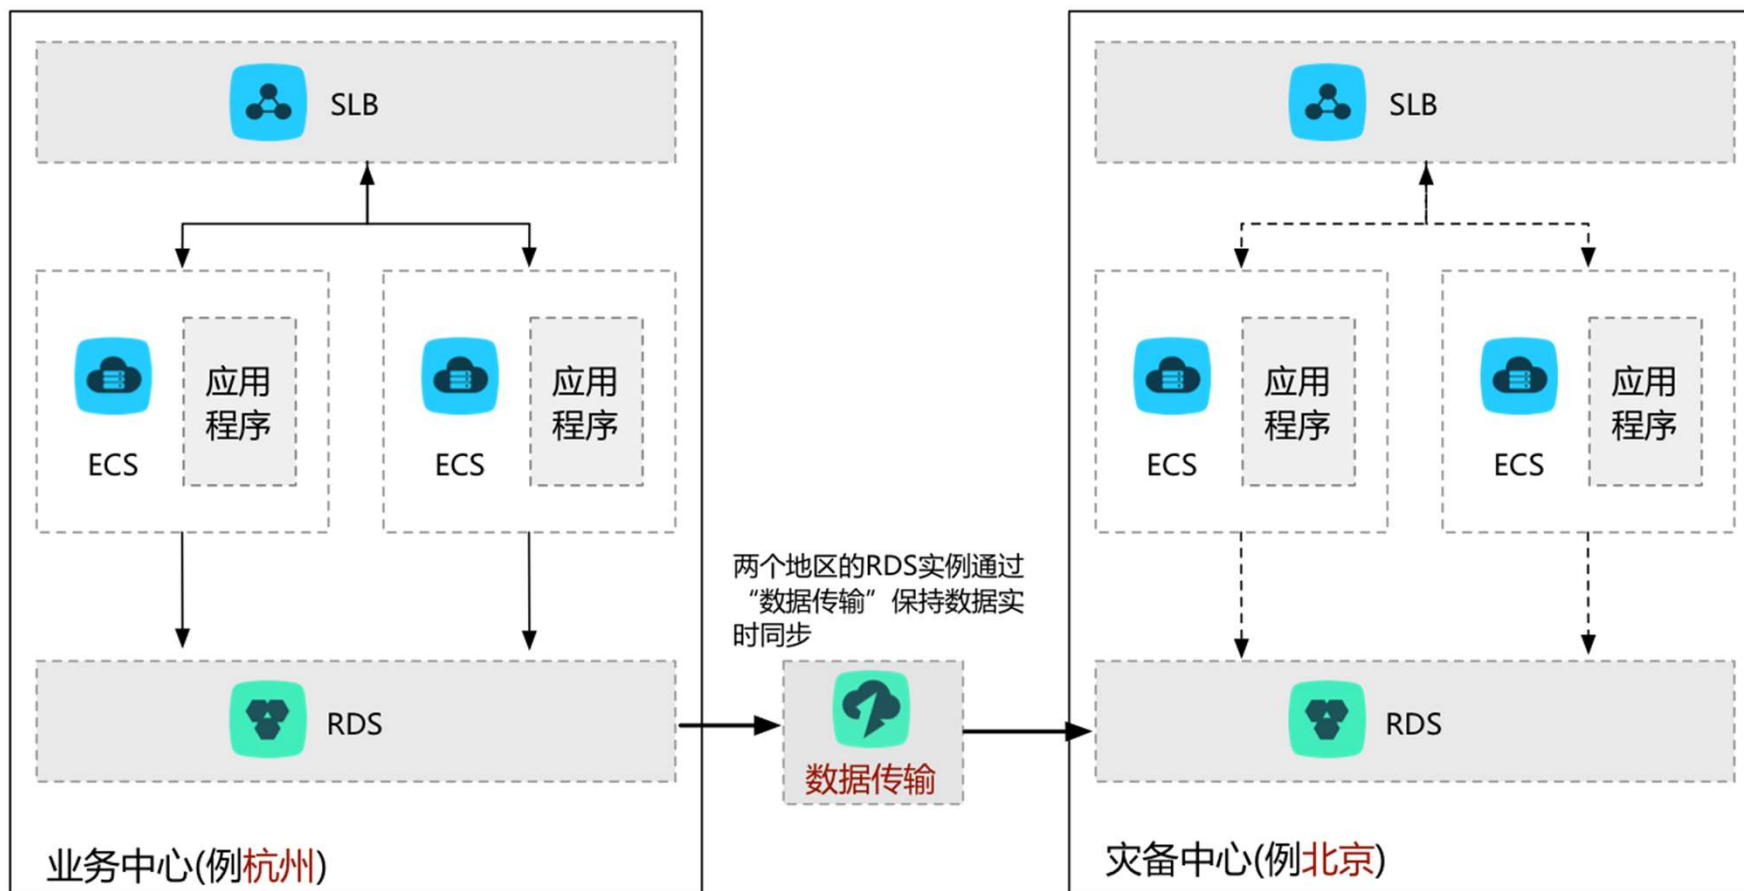 SLB
应用
程序
ECS
应用
程序
ECS
RDS
业务中心(例杭州)
两个地区的RDS实例通过
“数据传输”保持数据实
时同步
数据传输
SLB
应用
程序
ECS
应用
程序
ECS
RDS
灾备中心(例北京)